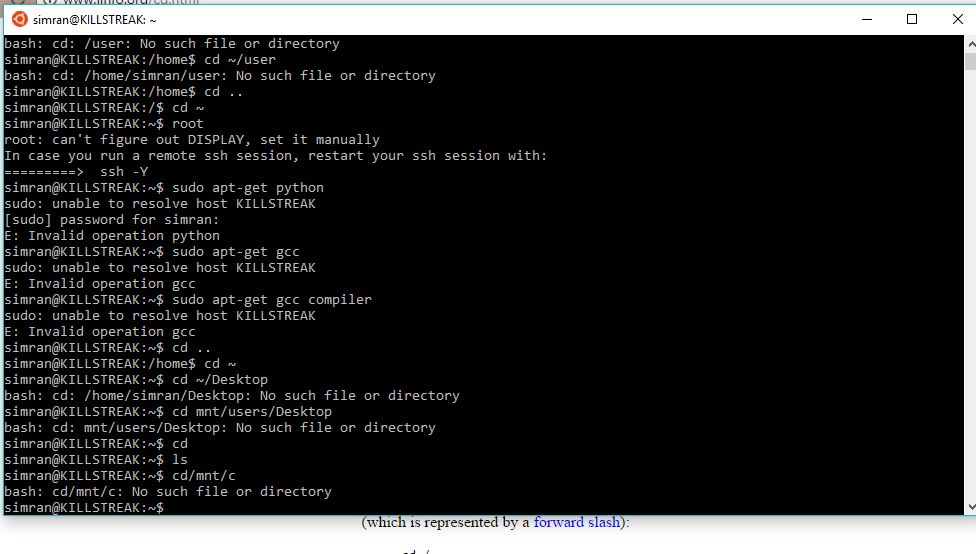 www.linfo.org/cd.html
simran@KILLSTREAK: ~
bash: cd: /user: No such file or directory
simran@KILLSTREAK:/home$ cd ~/user
bash: cd: /home/simran/user: No such file or directory
simran@KILLSTREAK:/home$ cd ..
simran@KILLSTREAK:/$ cd ~
simran@KILLSTREAK:~$ root
root: can't figure out DISPLAY, set it manually
In case you run a remote ssh session, restart your ssh session with:
=========>  ssh -Y
simran@KILLSTREAK:~$ sudo apt-get python
sudo: unable to resolve host KILLSTREAK
[sudo] password for simran:
E: Invalid operation python
simran@KILLSTREAK:~$ sudo apt-get gcc
sudo: unable to resolve host KILLSTREAK
E: Invalid operation gcc
simran@KILLSTREAK:~$ sudo apt-get gcc compiler
sudo: unable to resolve host KILLSTREAK
E: Invalid operation gcc
simran@KILLSTREAK:~$ cd ..
simran@KILLSTREAK:/home$ cd ~
simran@KILLSTREAK:~$ cd ~/Desktop
bash: cd: /home/simran/Desktop: No such file or directory
simran@KILLSTREAK:~$ cd mnt/users/Desktop
bash: cd: mnt/users/Desktop: No such file or directory
simran@KILLSTREAK:~$ cd
simran@KILLSTREAK:~$ ls
simran@KILLSTREAK:~$ cd/mnt/c
bash: cd/mnt/c: No such file or directory
simran@KILLSTREAK:~$
(which is represented by a forward slash):
cd /